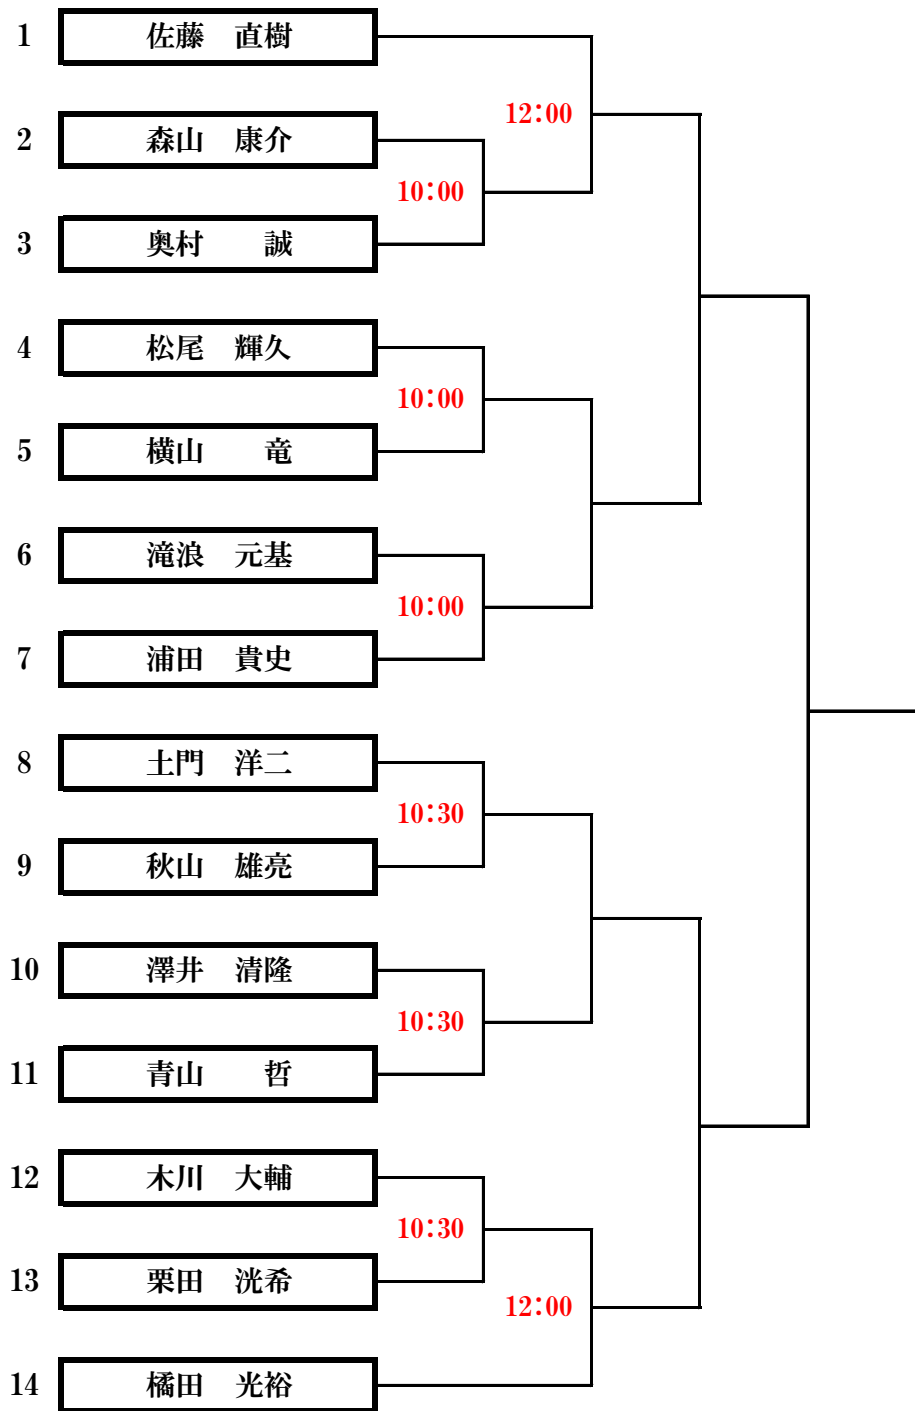 1 佐藤　直樹
12:00
2 森山　康介
10:00
3 奥村　　誠
4 松尾　輝久
10:00
5 横山　　竜
6 滝浪　元基
10:00
7 浦田　貴史
8 土門　洋二
10:30
9 秋山　雄亮
10 澤井　清隆
10:30
11 青山　　哲
12 木川　大輔
10:30
13 栗田　洸希
12:00
14 橘田　光裕